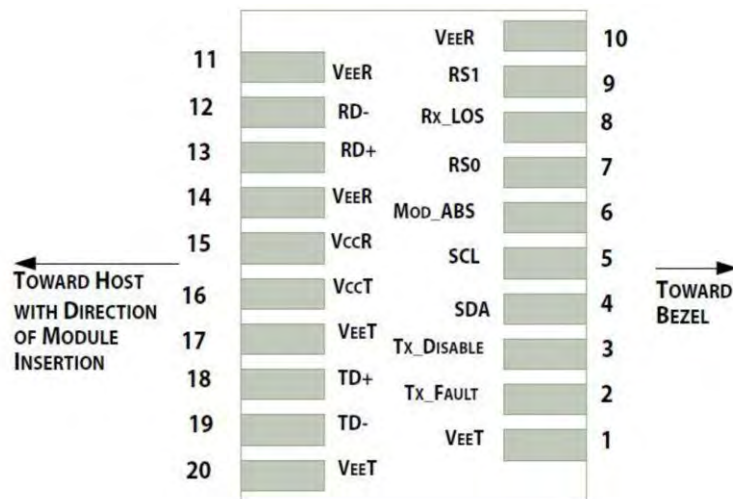 VEER 10
11 VEER
RS1 9
12 RD-
RX_LOS 8
13 RD+
RS0 7
14 VEER
MOD_ABS 6
15 VCCR
SCL 5
TOWARD HOST
WITH DIRECTION
OF MODULE
INSERTION
TOWARD
BEZEL
16 VCCT
SDA 4
17 VEET
TX_DISABLE 3
18 TD+
TX_FAULT 2
19 TD-
VEET 1
20 VEET